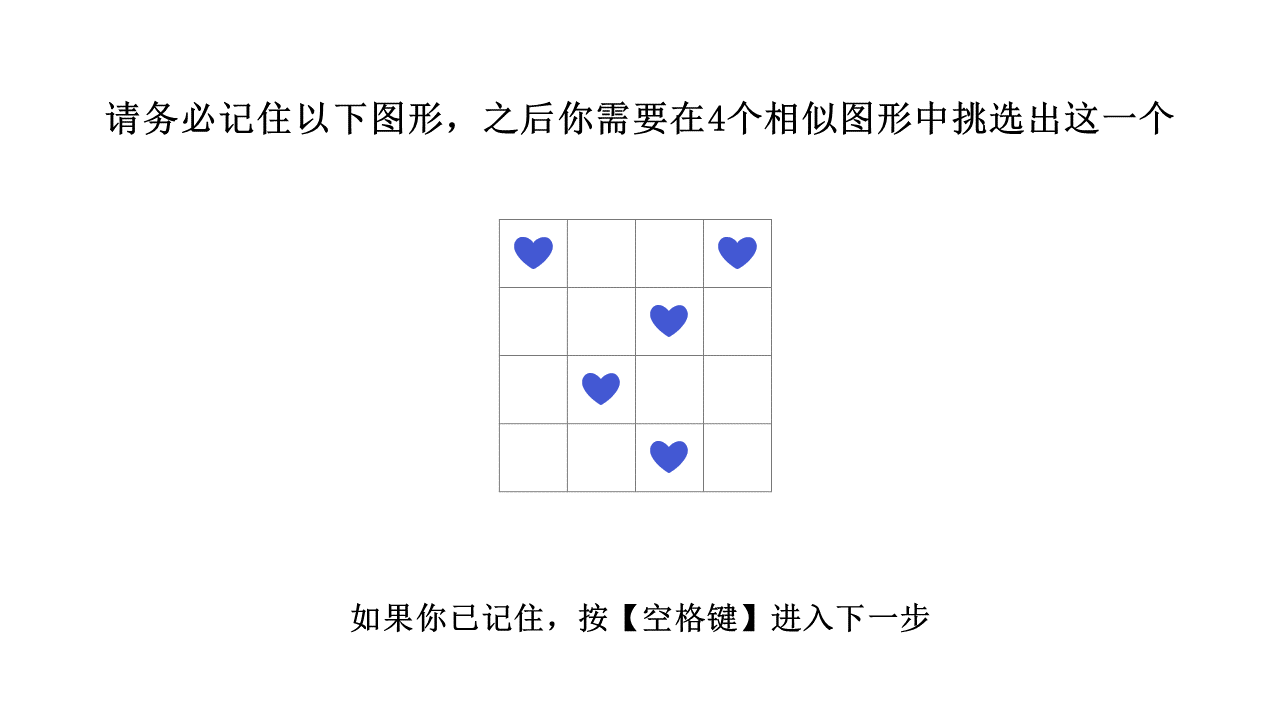 请务必记住以下图形，之后你需要在4个相似图形中挑选出这一个
如果你已记住，按【空格键】进入下一步